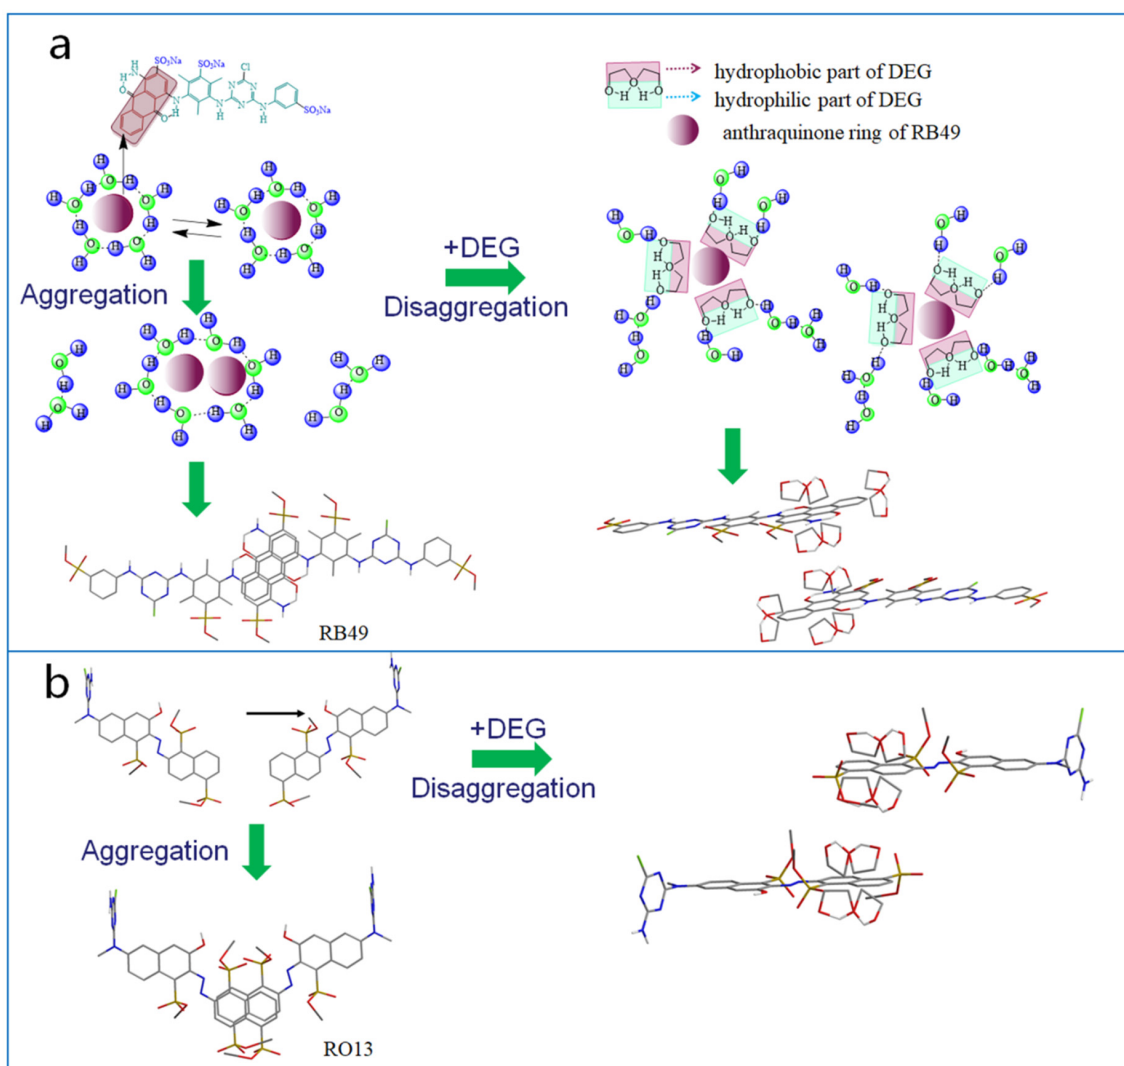 a
SO₃Na
SO₃Na
Cl
NH
H
O
N
N
N
N
H
N
H
N
H
SO₃Na
O
H
hydrophobic part of DEG
O
O-H
H-O
hydrophilic part of DEG
anthraquinone ring of RB49
+DEG
Aggregation
Disaggregation
RB49
b
+DEG
Disaggregation
Aggregation
RO13